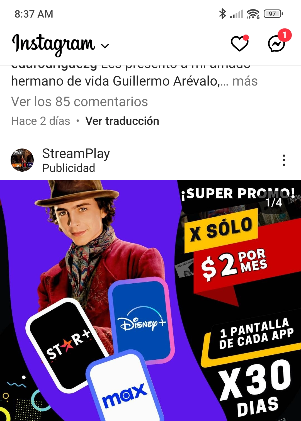 8:37 AM
97
Instagram
1
eduroariguezg Les presento a mi amado
hermano de vida Guillermo Arévalo,... más
Ver los 85 comentarios
Hace 2 días • Ver traducción
StreamPlay
Publicidad
¡SUPER PROMO!
1/4
X SÓLO
$2 POR
MES
STAR+
Disney+
max
1 PANTALLA
DE CADA APP
X30
DIAS